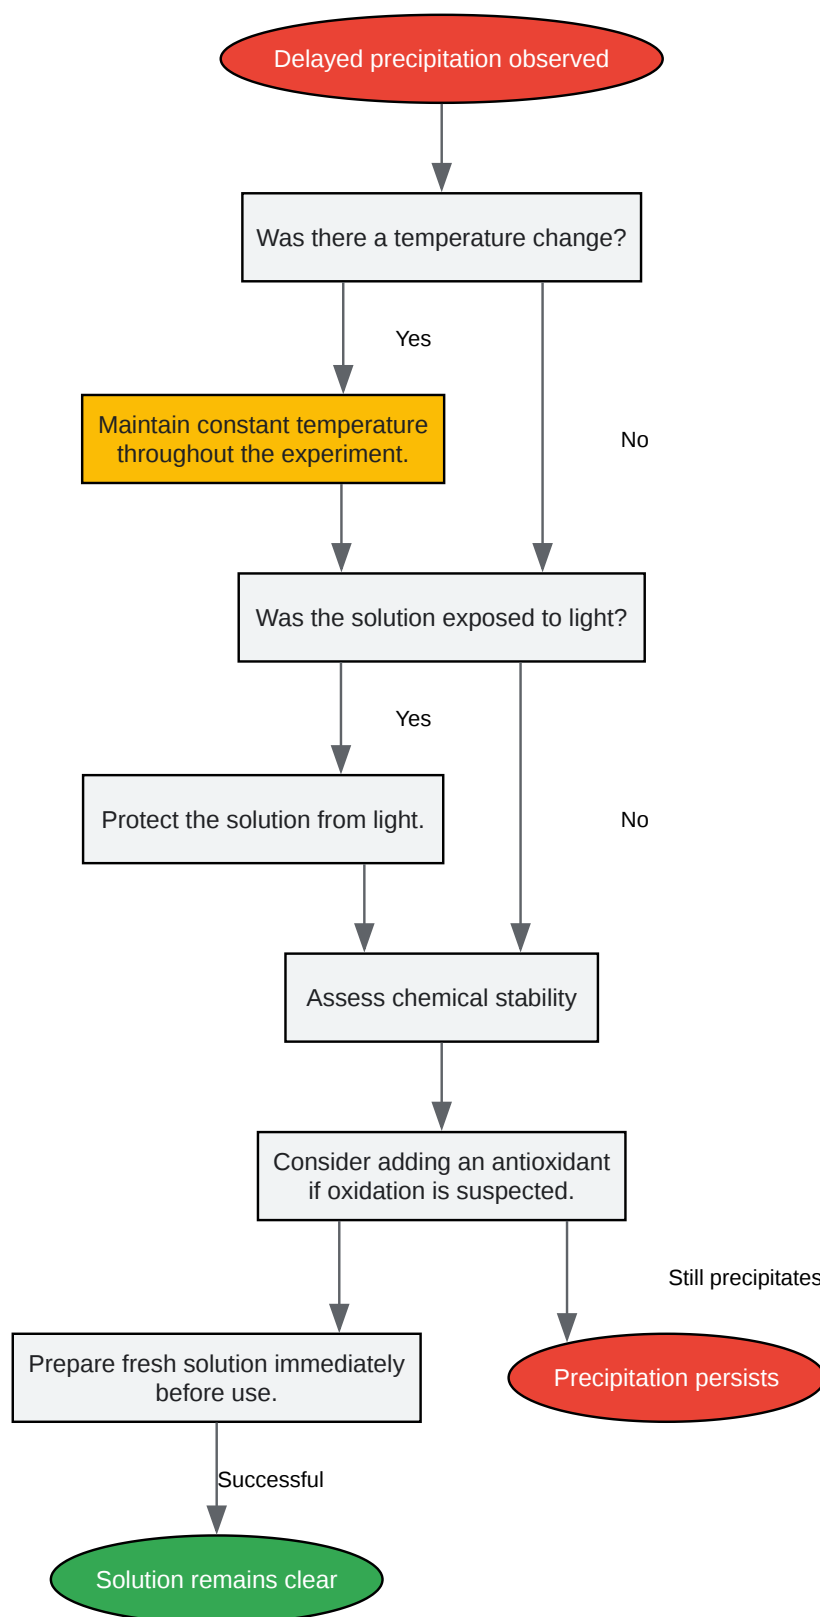 Delayed precipitation observed
Was there a temperature change?
Yes
Maintain constant temperature
throughout the experiment.
No
Was the solution exposed to light?
Yes
Protect the solution from light.
No
Assess chemical stability
Consider adding an antioxidant
if oxidation is suspected.
Still precipitates
Prepare fresh solution immediately
before use.
Precipitation persists
Successful
Solution remains clear